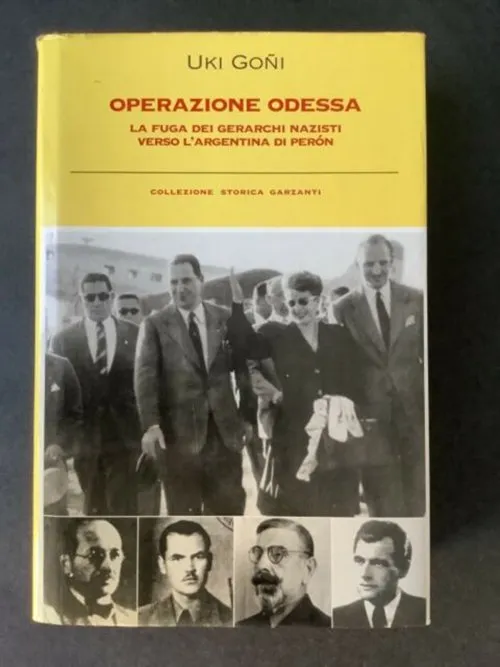 UKI GOÑI
OPERAZIONE ODESSA
LA FUGA DEI GERARCHI NAZISTI
VERSO L'ARGENTINA DI PERÓN
COLLEZIONE STORICA GARZANTI